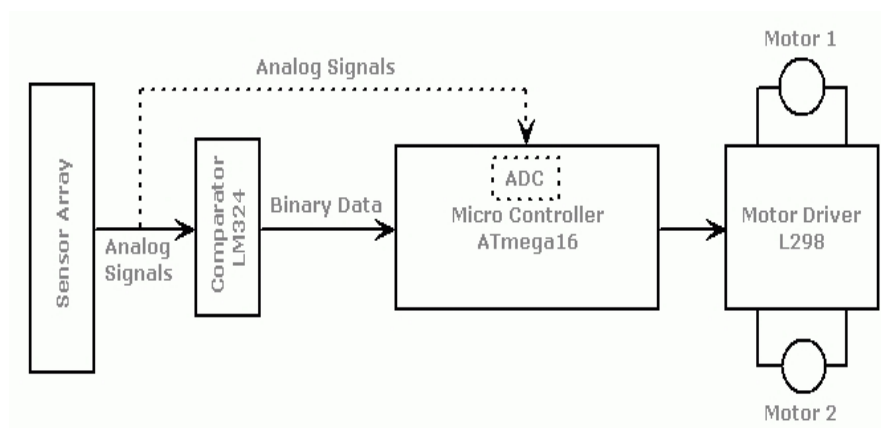 Motor 1
Analog Signals
Sensor Array
Analog
Signals
Comparator
LM324
Binary Data
ADC
Micro Controller
ATmega16
Motor Driver
L298
Motor 2